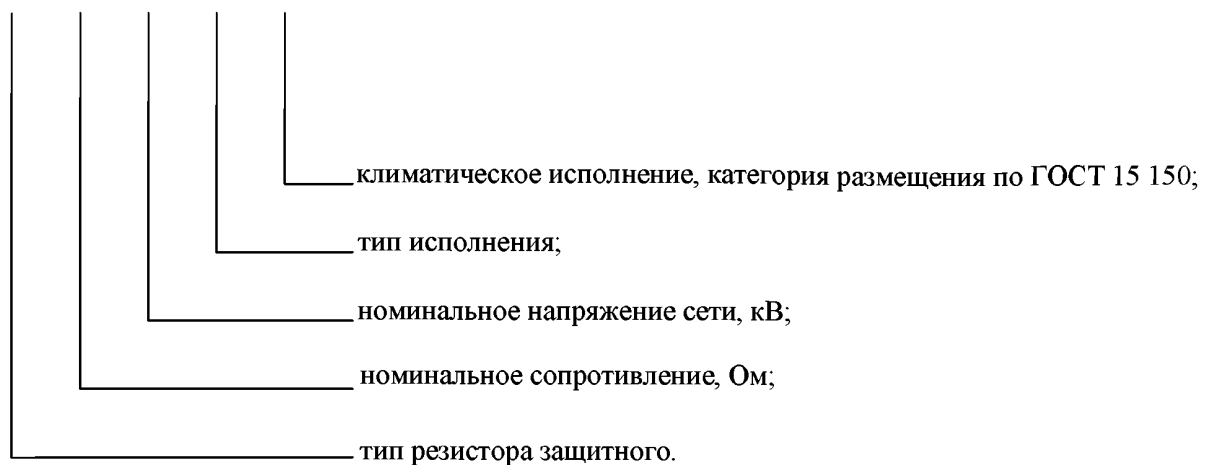 климатическое исполнение, категория размещения по ГОСТ 15 150;
тип исполнения;
номинальное напряжение сети, кВ;
номинальное сопротивление, Ом;
тип резистора защитного.